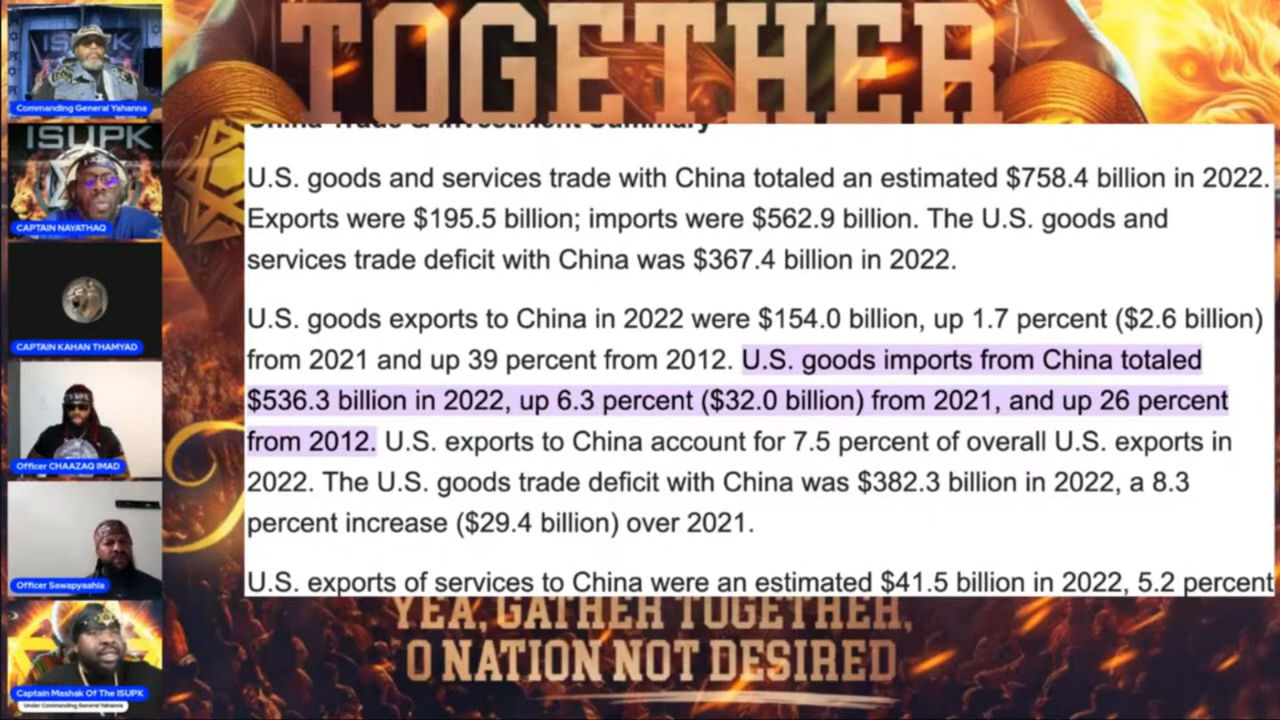 TOGETHER
ISUPK
Commanding General Yahanna
ISUPK
CAPTAIN NAYATHAQ
CAPTAIN KAHAN THAMYAD
Officer CHAAZAQ IMAD
Officer Sawapyaahla
Captain Mashak Of The ISUPK
Under Commanding General Yahanna
China Trade & Investment Summary
U.S. goods and services trade with China totaled an estimated $758.4 billion in 2022.
Exports were $195.5 billion; imports were $562.9 billion. The U.S. goods and
services trade deficit with China was $367.4 billion in 2022.
U.S. goods exports to China in 2022 were $154.0 billion, up 1.7 percent ($2.6 billion)
from 2021 and up 39 percent from 2012. U.S. goods imports from China totaled
$536.3 billion in 2022, up 6.3 percent ($32.0 billion) from 2021, and up 26 percent
from 2012. U.S. exports to China account for 7.5 percent of overall U.S. exports in
2022. The U.S. goods trade deficit with China was $382.3 billion in 2022, a 8.3
percent increase ($29.4 billion) over 2021.
U.S. exports of services to China were an estimated $41.5 billion in 2022, 5.2 percent
YEA, GATHER TOGETHER,
O NATION NOT DESIRED